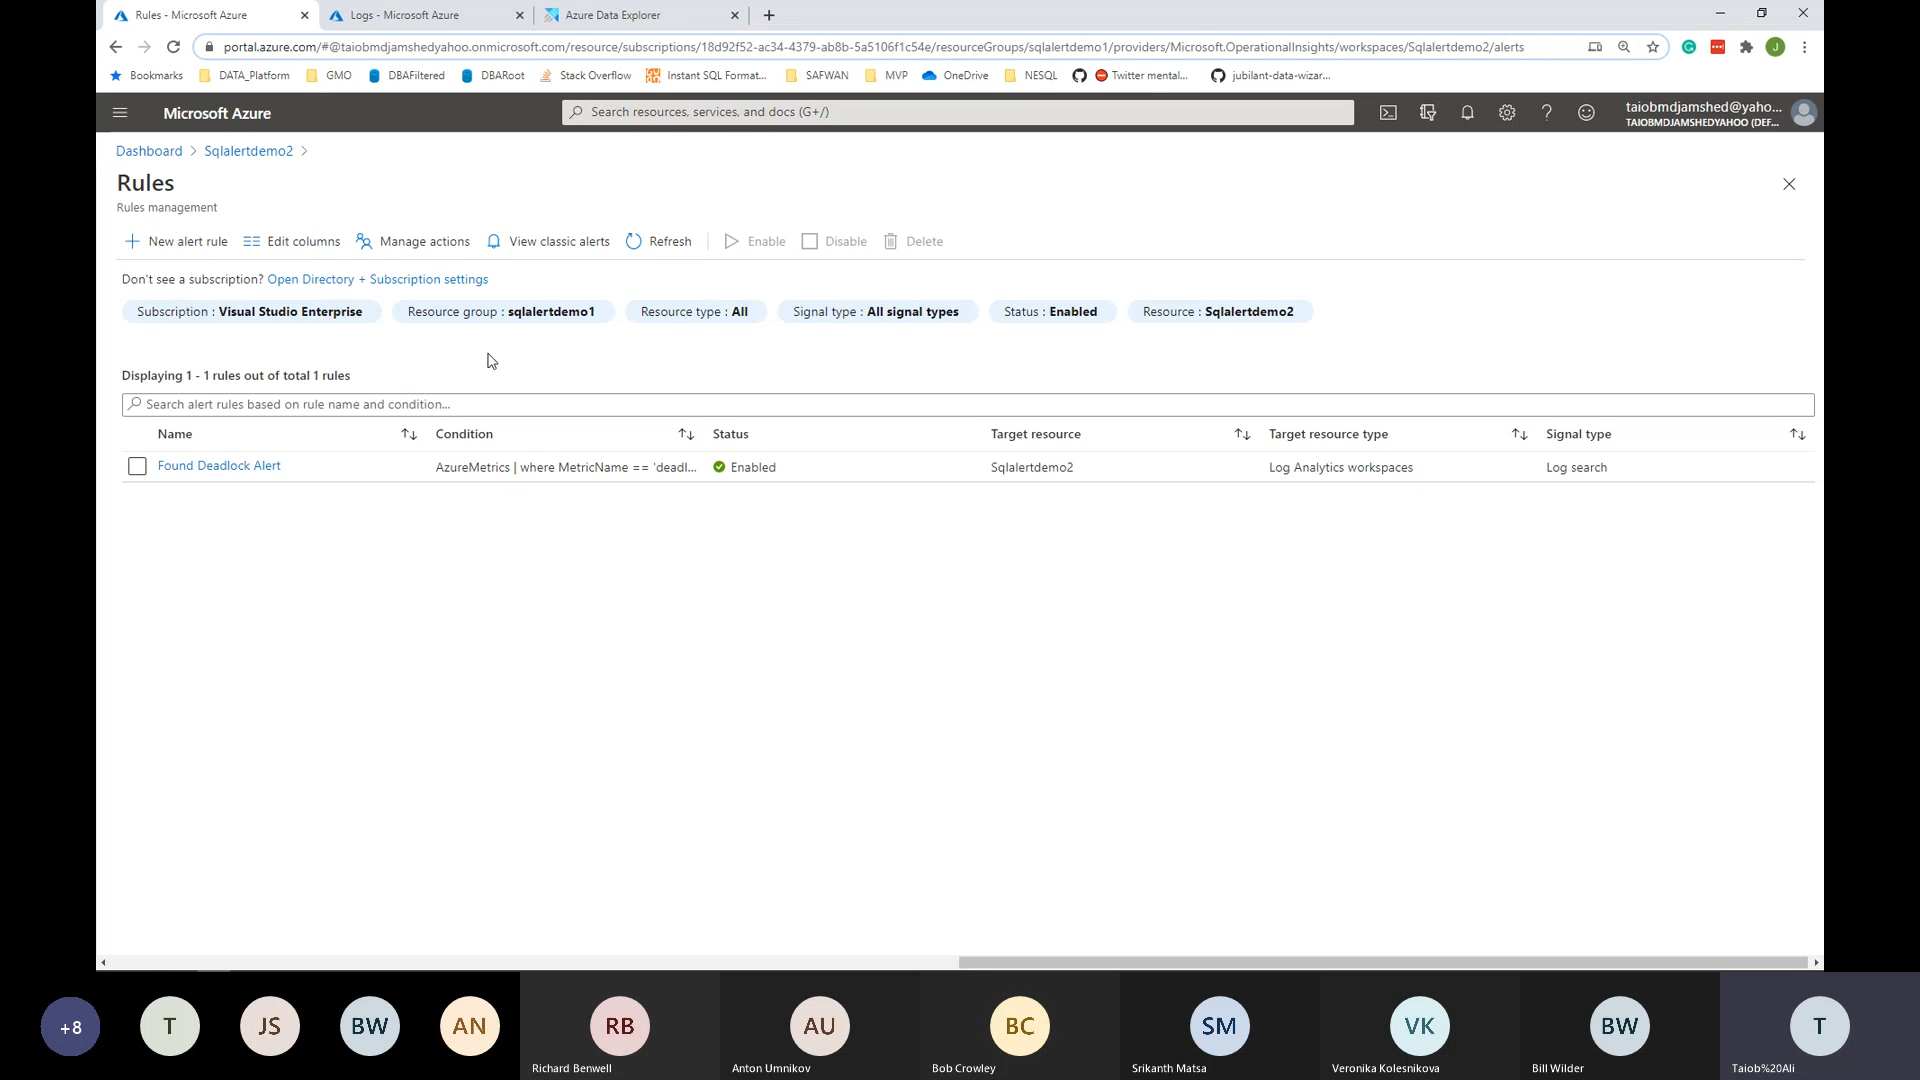 Rules - Microsoft Azure
Logs - Microsoft Azure
Azure Data Explorer
portal.azure.com/#@taiobmdjamshedyahoo.onmicrosoft.com/resource/subscriptions/18d92f52-ac34-4379-ab8b-5a5106f1c54e/resourceGroups/sqlalertdemo1/providers/Microsoft.OperationalInsights/workspaces/Sqlalertdemo2/alerts
J
Bookmarks DATA_Platform GMO DBAFiltered DBARoot Stack Overflow Instant SQL Format... SAFWAN MVP OneDrive NESQL Twitter mental... jubilant-data-wizar...
Microsoft Azure
Search resources, services, and docs (G+/)
taiobmdjamshed@yaho...
TAIOBMDJAMSHEDYAHOO (DEF...
Dashboard > Sqlalertdemo2 >
Rules
Rules management
New alert rule Edit columns Manage actions View classic alerts Refresh Enable Disable Delete
Don't see a subscription? Open Directory + Subscription settings
Subscription : Visual Studio Enterprise Resource group : sqlalertdemo1 Resource type : All Signal type : All signal types Status : Enabled Resource : Sqlalertdemo2
Displaying 1 - 1 rules out of total 1 rules
Search alert rules based on rule name and condition...
Name Condition Status Target resource Target resource type Signal type
Found Deadlock Alert AzureMetrics | where MetricName == 'deadl... Enabled Sqlalertdemo2 Log Analytics workspaces Log search
+8 T JS BW AN RB AU BC SM VK BW T
Richard Benwell Anton Umnikov Bob Crowley Srikanth Matsa Veronika Kolesnikova Bill Wilder Taiob%20Ali